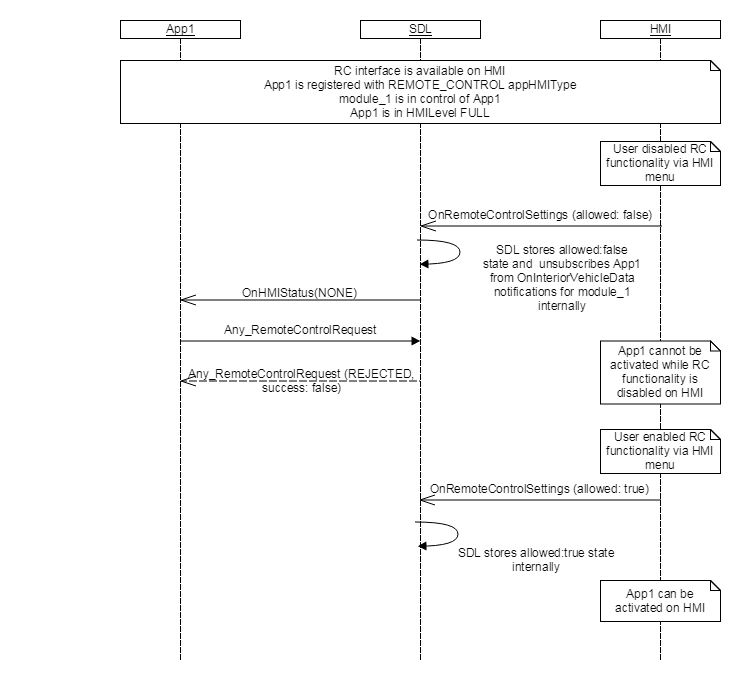 App1
SDL
HMI
RC interface is available on HMI
App1 is registered with REMOTE_CONTROL appHMIType
module_1 is in control of App1
App1 is in HMILevel FULL
User disabled RC
functionality via HMI
menu
OnRemoteControlSettings (allowed: false)
SDL stores allowed:false
state and unsubscribes App1
from OnInteriorVehicleData
notifications for module_1
internally
OnHMIStatus(NONE)
Any_RemoteControlRequest
App1 cannot be
activated while RC
functionality is
disabled on HMI
Any_RemoteControlRequest (REJECTED,
success: false)
User enabled RC
functionality via HMI
menu
OnRemoteControlSettings (allowed: true)
SDL stores allowed:true state
internally
App1 can be
activated on HMI